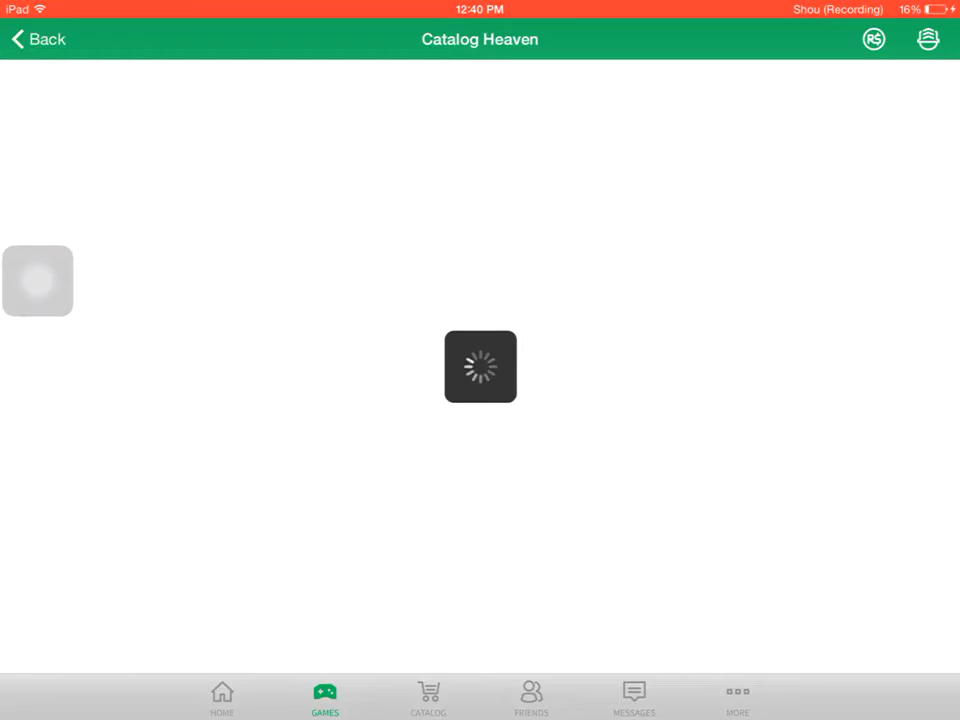 iPad 12:40 PM Shou (Recording) 16%
Back Catalog Heaven R$
HOME GAMES CATALOG FRIENDS MESSAGES MORE